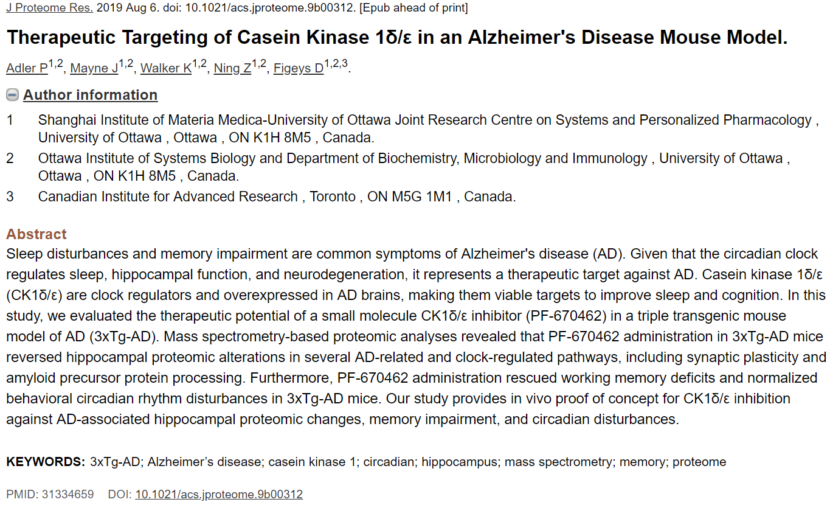 J Proteome Res. 2019 Aug 6. doi: 10.1021/acs.jproteome.9b00312. [Epub ahead of print]
Therapeutic Targeting of Casein Kinase 1δ/ε in an Alzheimer's Disease Mouse Model.
Adler P1,2, Mayne J1,2, Walker K1,2, Ning Z1,2, Figeys D1,2,3.
Author information
1 Shanghai Institute of Materia Medica-University of Ottawa Joint Research Centre on Systems and Personalized Pharmacology ,
University of Ottawa , Ottawa , ON K1H 8M5 , Canada.
2 Ottawa Institute of Systems Biology and Department of Biochemistry, Microbiology and Immunology , University of Ottawa ,
Ottawa , ON K1H 8M5 , Canada.
3 Canadian Institute for Advanced Research , Toronto , ON M5G 1M1 , Canada.
Abstract
Sleep disturbances and memory impairment are common symptoms of Alzheimer's disease (AD). Given that the circadian clock
regulates sleep, hippocampal function, and neurodegeneration, it represents a therapeutic target against AD. Casein kinase 1δ/ε
(CK1δ/ε) are clock regulators and overexpressed in AD brains, making them viable targets to improve sleep and cognition. In this
study, we evaluated the therapeutic potential of a small molecule CK1δ/ε inhibitor (PF-670462) in a triple transgenic mouse
model of AD (3xTg-AD). Mass spectrometry-based proteomic analyses revealed that PF-670462 administration in 3xTg-AD mice
reversed hippocampal proteomic alterations in several AD-related and clock-regulated pathways, including synaptic plasticity and
amyloid precursor protein processing. Furthermore, PF-670462 administration rescued working memory deficits and normalized
behavioral circadian rhythm disturbances in 3xTg-AD mice. Our study provides in vivo proof of concept for CK1δ/ε inhibition
against AD-associated hippocampal proteomic changes, memory impairment, and circadian disturbances.
KEYWORDS: 3xTg-AD; Alzheimer's disease; casein kinase 1; circadian; hippocampus; mass spectrometry; memory; proteome
PMID: 31334659 DOI: 10.1021/acs.jproteome.9b00312